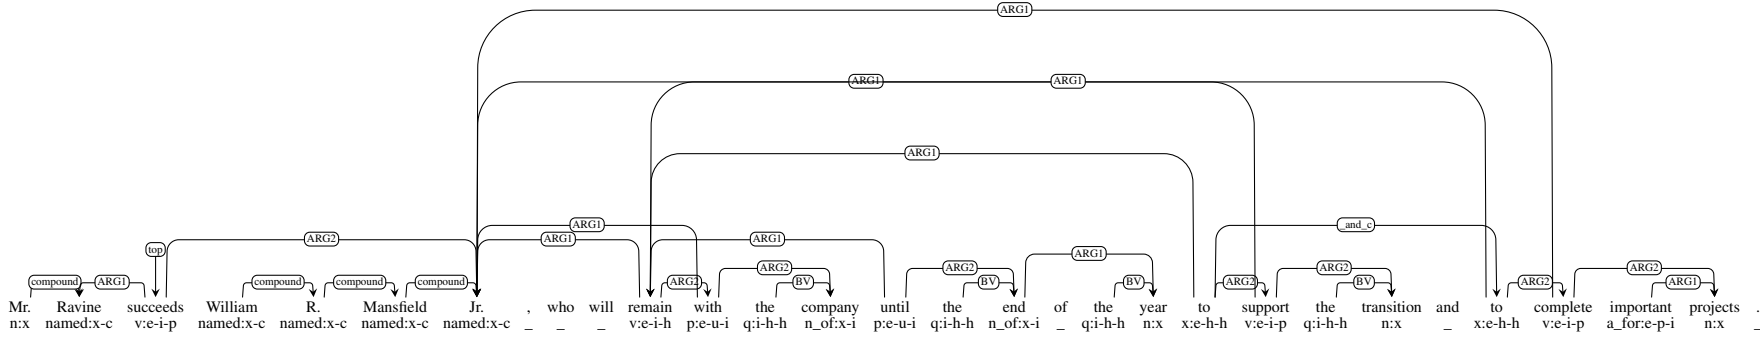 ARG1
ARG1 ARG1
ARG1
ARG1 _and_c
top ARG2 ARG1 ARG1
ARG1
ARG2 ARG2 ARG2 ARG2
compound ARG1 compound compound compound ARG2 BV BV BV ARG2 BV ARG2 ARG1
Mr. Ravine succeeds William R. Mansfield Jr. , who will remain with the company until the end of the year to support the transition and to complete important projects .
n:x named:x-c v:e-i-p named:x-c named:x-c named:x-c named:x-c _ _ _ v:e-i-h p:e-u-i q:i-h-h n_of:x-i p:e-u-i q:i-h-h n_of:x-i _ q:i-h-h n:x x:e-h-h v:e-i-p q:i-h-h n:x _ x:e-h-h v:e-i-p a_for:e-p-i n:x _